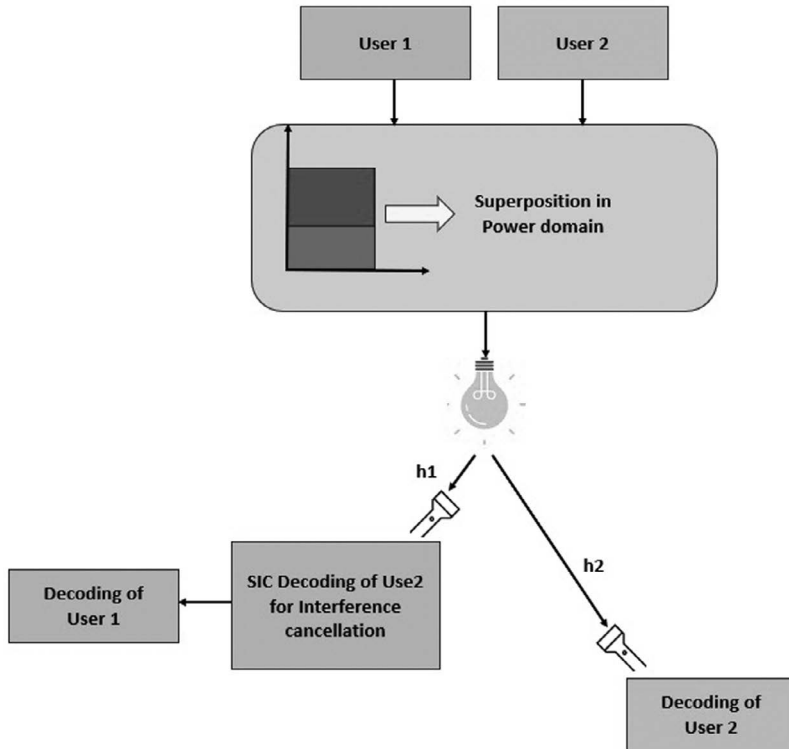 User 1
User 2
Superposition in
Power domain
h1
h2
SIC Decoding of Use2
for Interference
cancellation
Decoding of
User 1
Decoding of
User 2